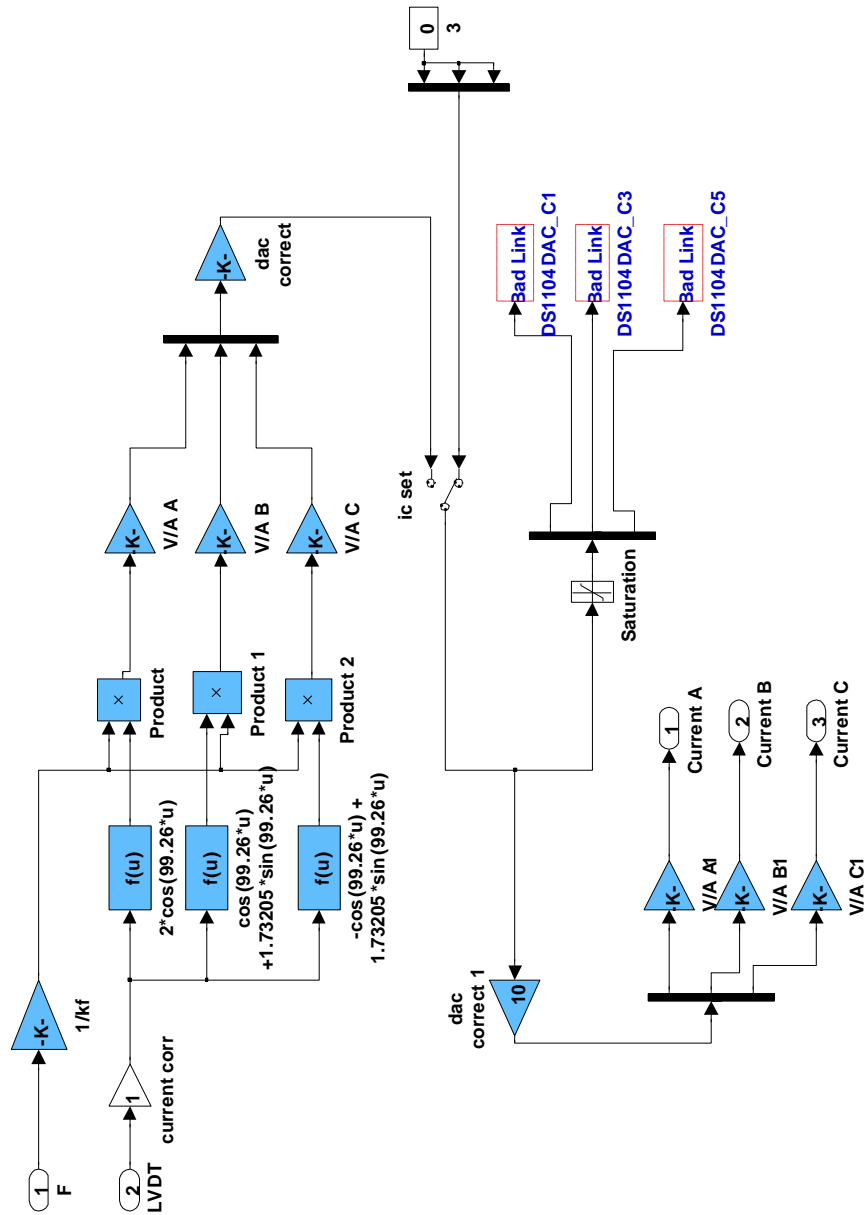 1
F
-K-
1/kf
2
LVDT
1
current corr
f(u)
2*cos(99.26*u)
f(u)
cos(99.26*u)
+1.73205*sin(99.26*u)
f(u)
-cos(99.26*u) +
1.73205*sin(99.26*u)
×
Product
×
Product 1
×
Product 2
-K-
V/A A
-K-
V/A B
-K-
V/A C
-K-
dac
correct
0
3
ic set
dac
correct 1
10
Saturation
Bad Link
DS1104DAC_C1
Bad Link
DS1104DAC_C3
Bad Link
DS1104DAC_C5
-K-
V/A A1
-K-
V/A B1
-K-
V/A C1
1
Current A
2
Current B
3
Current C